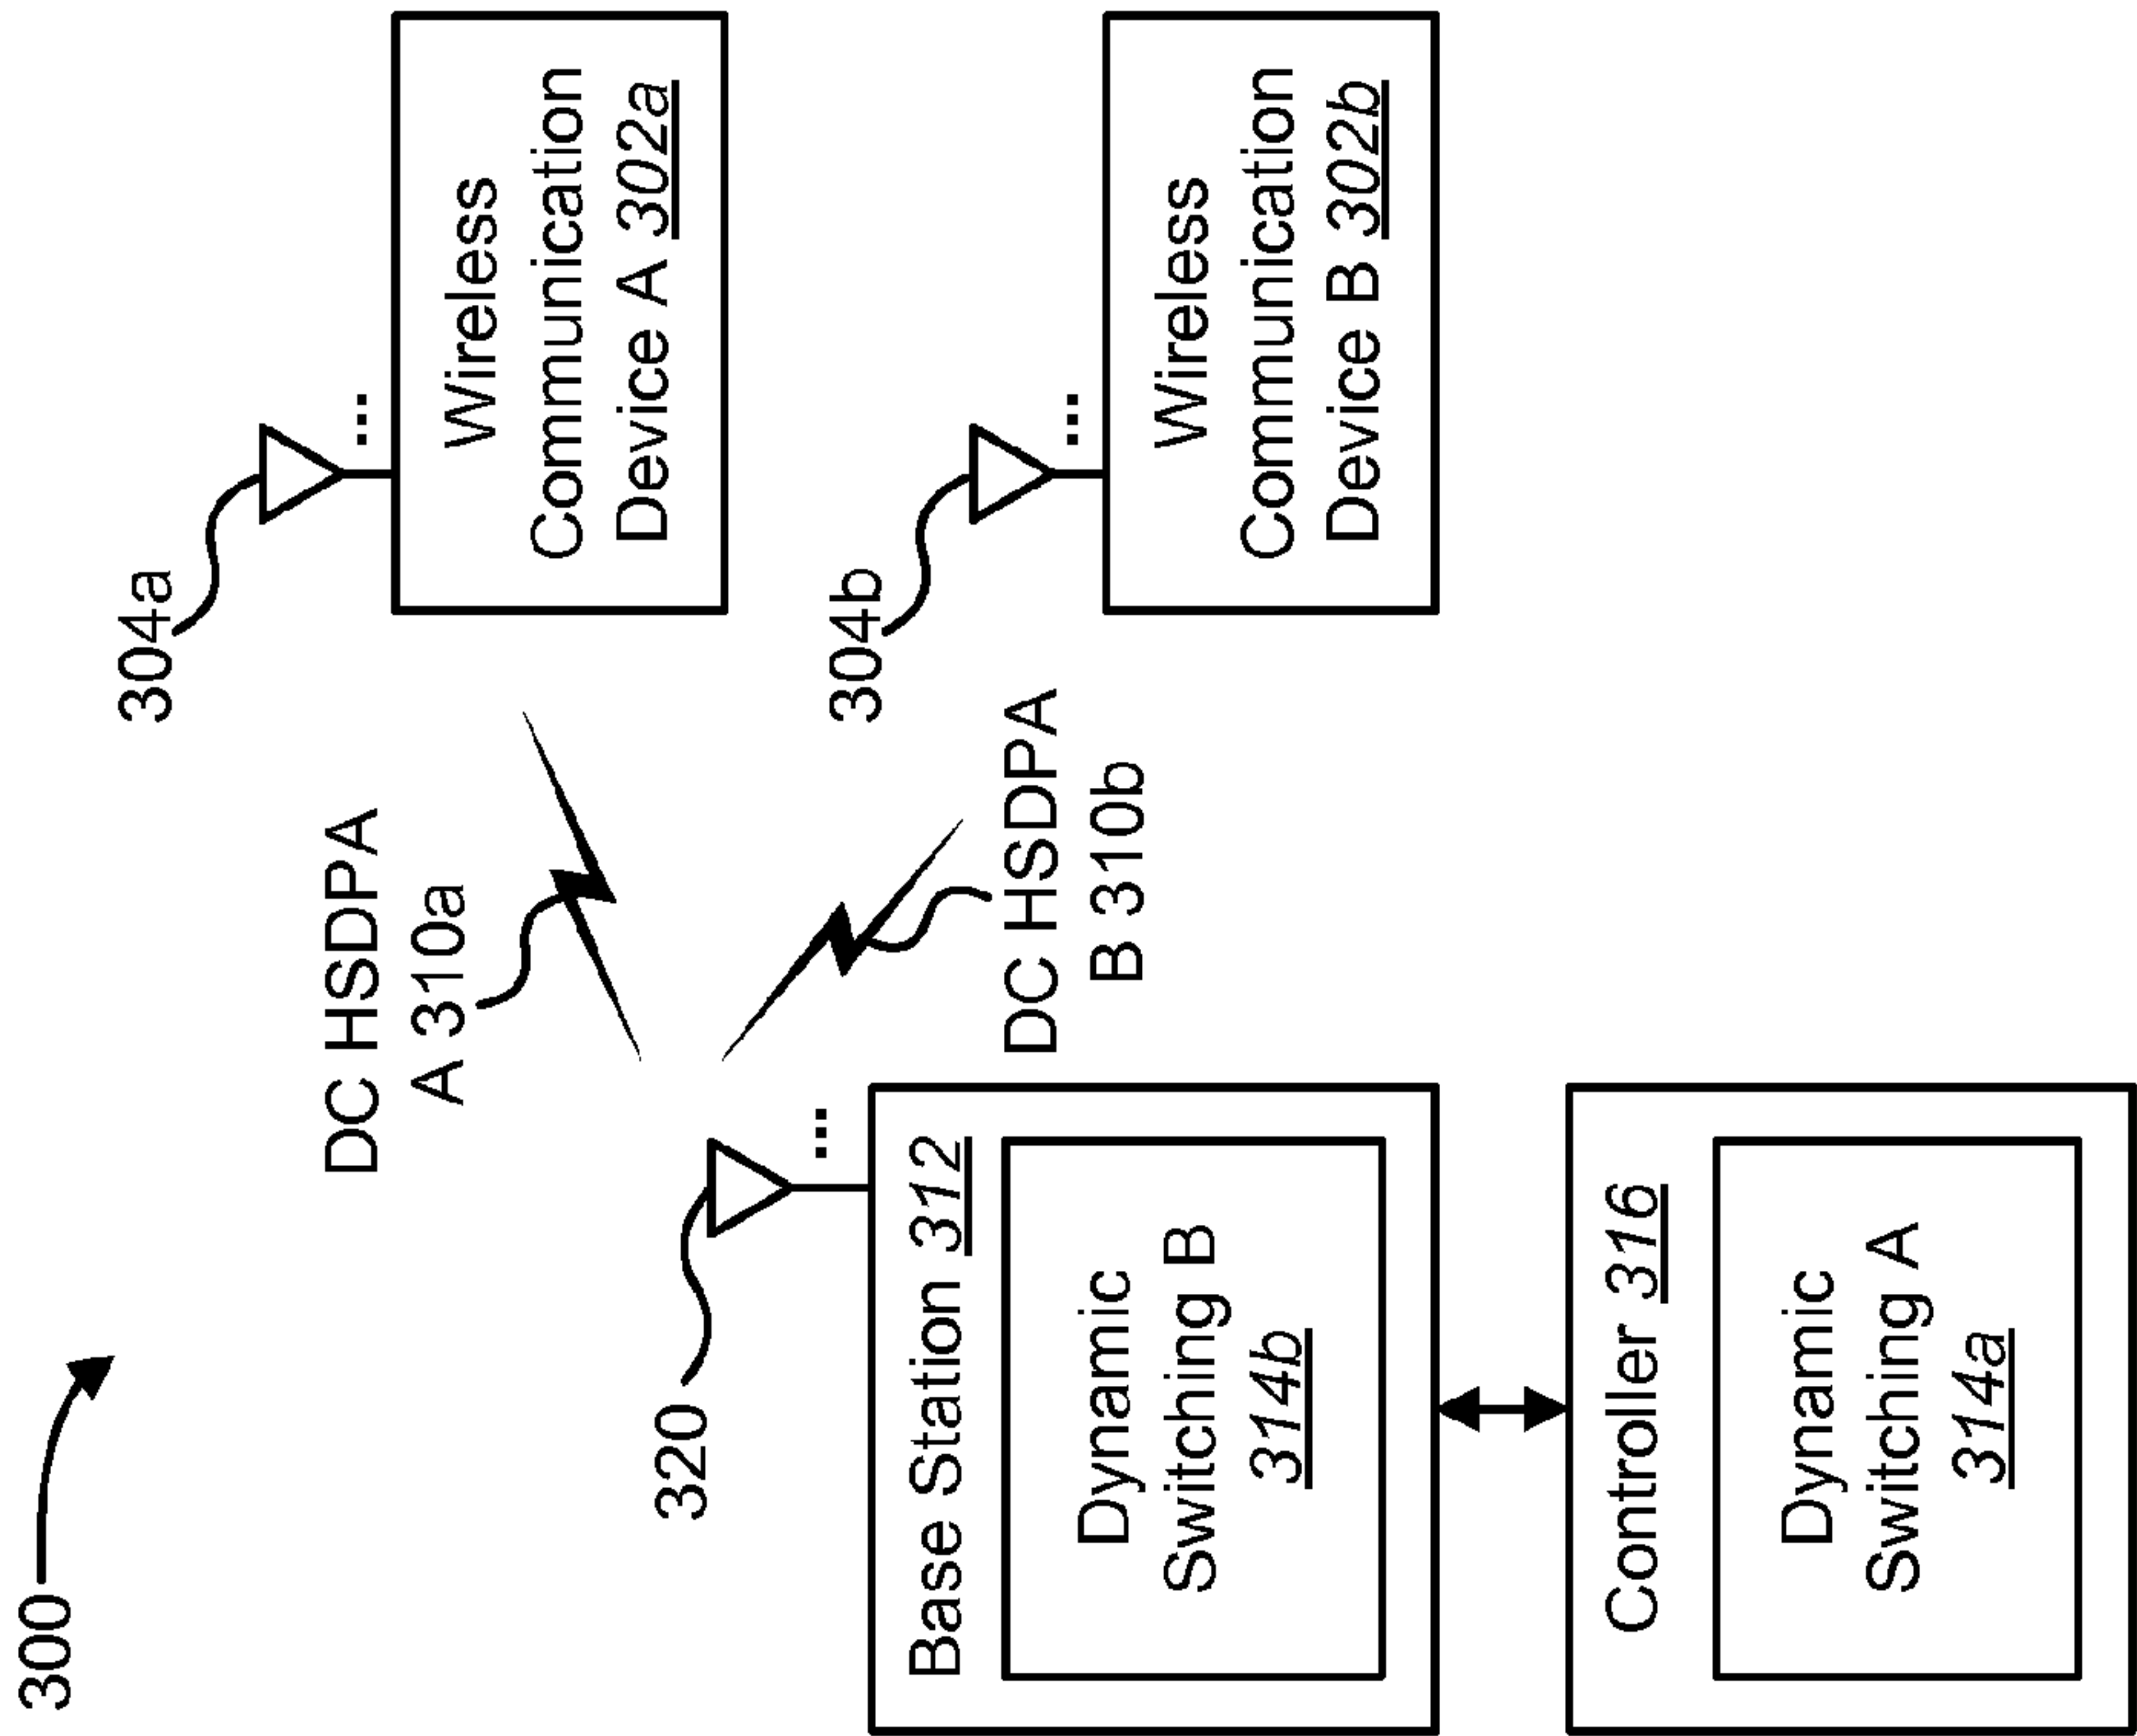 300
320
Base Station 312
Dynamic
Switching B
314b
Controller 316
Dynamic
Switching A
314a
DC HSDPA
A 310a
DC HSDPA
B 310b
304a
...
Wireless
Communication
Device A 302a
304b
...
Wireless
Communication
Device B 302b
...